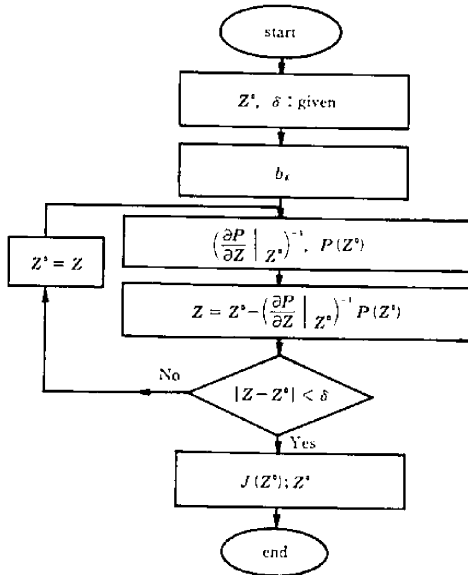 start
Z⁰, δ : given
bₖ
(∂P/∂Z | Z⁰)⁻¹, P(Z⁰)
Z⁰ = Z
Z = Z⁰ − (∂P/∂Z | Z⁰)⁻¹ P(Z⁰)
No
|Z − Z⁰| < δ
Yes
J(Z⁰); Z⁰
end